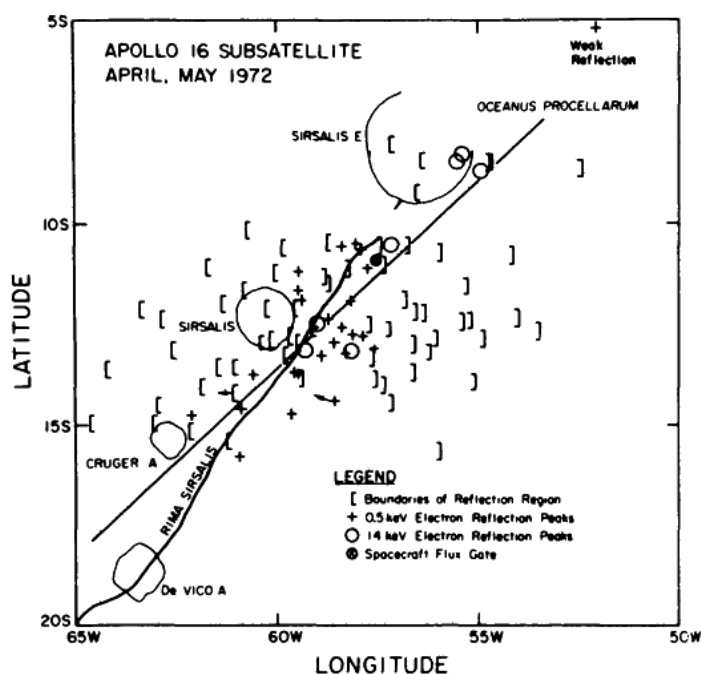 5S
APOLLO 16 SUBSATELLITE
APRIL, MAY 1972
Weak
Reflection
OCEANUS PROCELLARUM
SIRSALIS E
10S
LATITUDE
SIRSALIS
15S
CRUGER A
RIMA SIRSALIS
LEGEND
[ Boundaries of Reflection Region
+ 0.5 keV Electron Reflection Peaks
○ 14 keV Electron Reflection Peaks
⊗ Spacecraft Flux Gate
De VICO A
20S
65W 60W 55W 50W
LONGITUDE